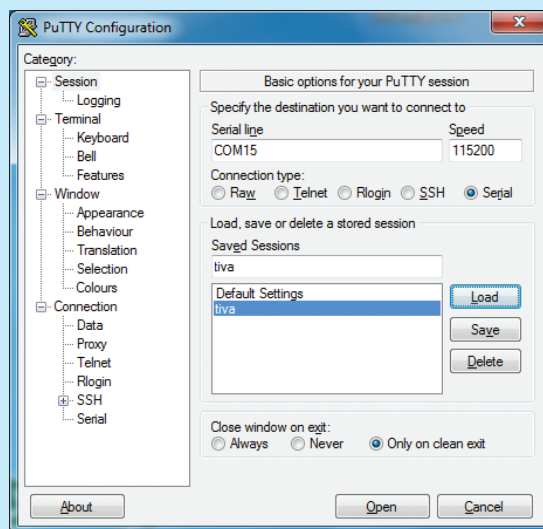 PuTTY Configuration
Category:
Session
Logging
Terminal
Keyboard
Bell
Features
Window
Appearance
Behaviour
Translation
Selection
Colours
Connection
Data
Proxy
Telnet
Rlogin
SSH
Serial
Basic options for your PuTTY session
Specify the destination you want to connect to
Serial line Speed
COM15 115200
Connection type:
Raw Telnet Rlogin SSH Serial
Load, save or delete a stored session
Saved Sessions
tiva
Default Settings
tiva
Load
Save
Delete
Close window on exit:
Always Never Only on clean exit
About Open Cancel